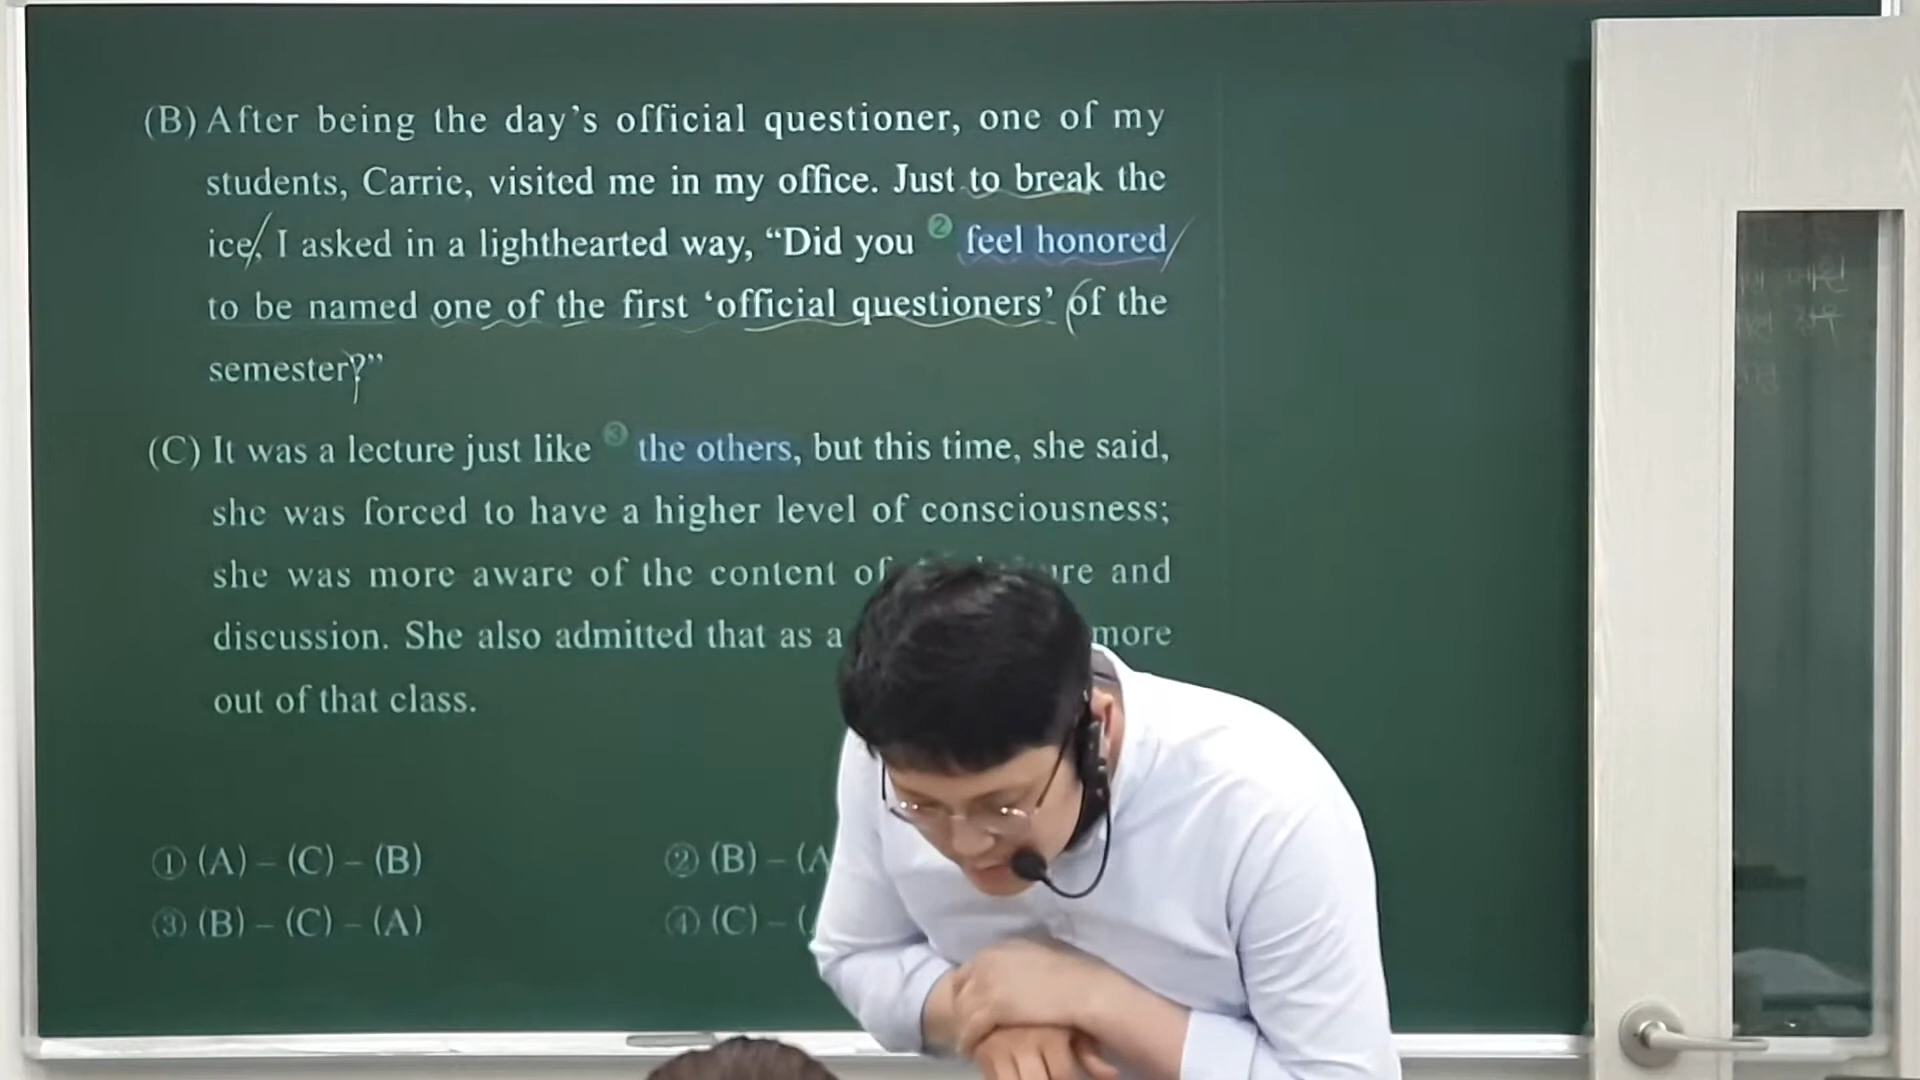 (B) After being the day’s official questioner, one of my
students, Carrie, visited me in my office. Just to break the
ice, I asked in a lighthearted way, “Did you ② feel honored
to be named one of the first ‘official questioners’ of the
semester?”
(C) It was a lecture just like ③ the others, but this time, she said,
she was forced to have a higher level of consciousness;
she was more aware of the content of and
discussion. She also admitted that as a more
out of that class.
① (A) – (C) – (B)
② (B) – (A
③ (B) – (C) – (A)
④ (C) – (